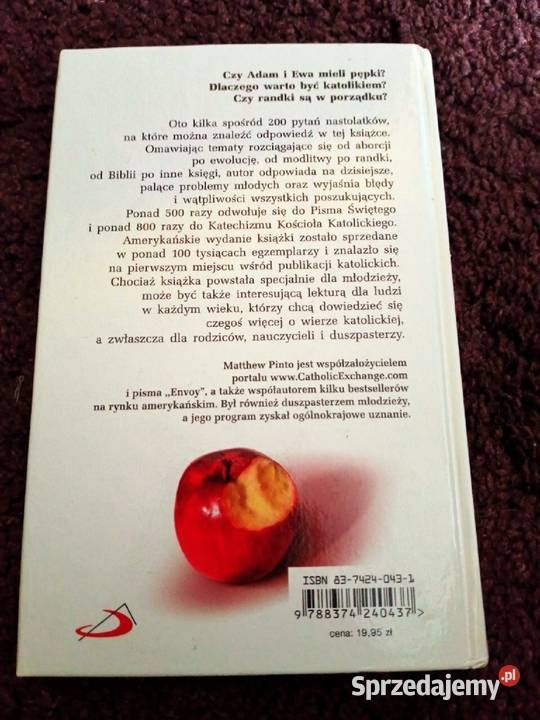 Czy Adam i Ewa mieli pępki?
Dlaczego warto być katolikiem?
Czy randki są w porządku?
Oto kilka spośród 200 pytań nastolatków,
na które można znaleźć odpowiedź w tej książce.
Omawiając tematy rozciągające się od aborcji
po ewolucję, od modlitwy po randki,
od Biblii po inne księgi, autor odpowiada na dzisiejsze,
palące problemy młodych oraz wyjaśnia błędy
i wątpliwości wszystkich poszukujących.
Ponad 500 razy odwołuje się do Pisma Świętego
i ponad 800 razy do Katechizmu Kościoła Katolickiego.
Amerykańskie wydanie książki zostało sprzedane
w ponad 100 tysiącach egzemplarzy i znalazło się
na pierwszym miejscu wśród publikacji katolickich.
Chociaż książka powstała specjalnie dla młodzieży,
może być także interesującą lekturą dla ludzi
w każdym wieku, którzy chcą dowiedzieć się
czegoś więcej o wierze katolickiej,
a zwłaszcza dla rodziców, nauczycieli i duszpasterzy.
Matthew Pinto jest współzałożycielem
portalu www.CatholicExchange.com
i pisma „Envoy", a także współautorem kilku bestsellerów
na rynku amerykańskim. Był również duszpasterzem młodzieży,
a jego program zyskał ogólnokrajowe uznanie.
ISBN 83-7424-043-1
9 788374 240437 >
cena: 19,95 zł
Sprzedajemy.pl